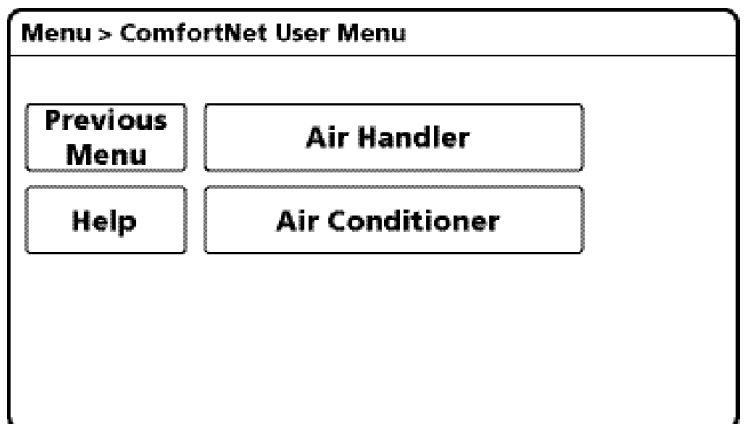 Menu > ComfortNet User Menu
Previous
Menu
Air Handler
Help
Air Conditioner